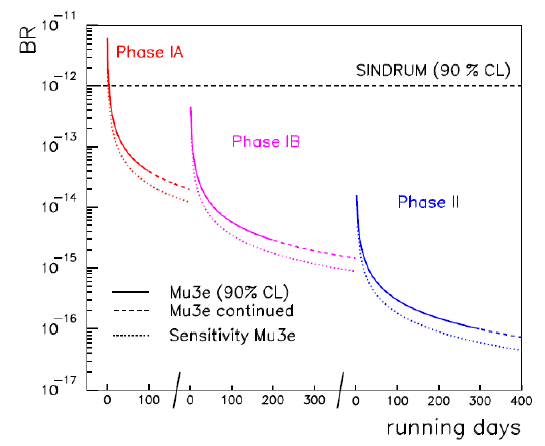 BR
10^-11
10^-12
10^-13
10^-14
10^-15
10^-16
10^-17
Phase IA
SINDRUM (90 % CL)
Phase IB
Phase II
Mu3e (90% CL)
Mu3e continued
Sensitivity Mu3e
0 100 0 100 200 300 0 100 200 300 400
running days